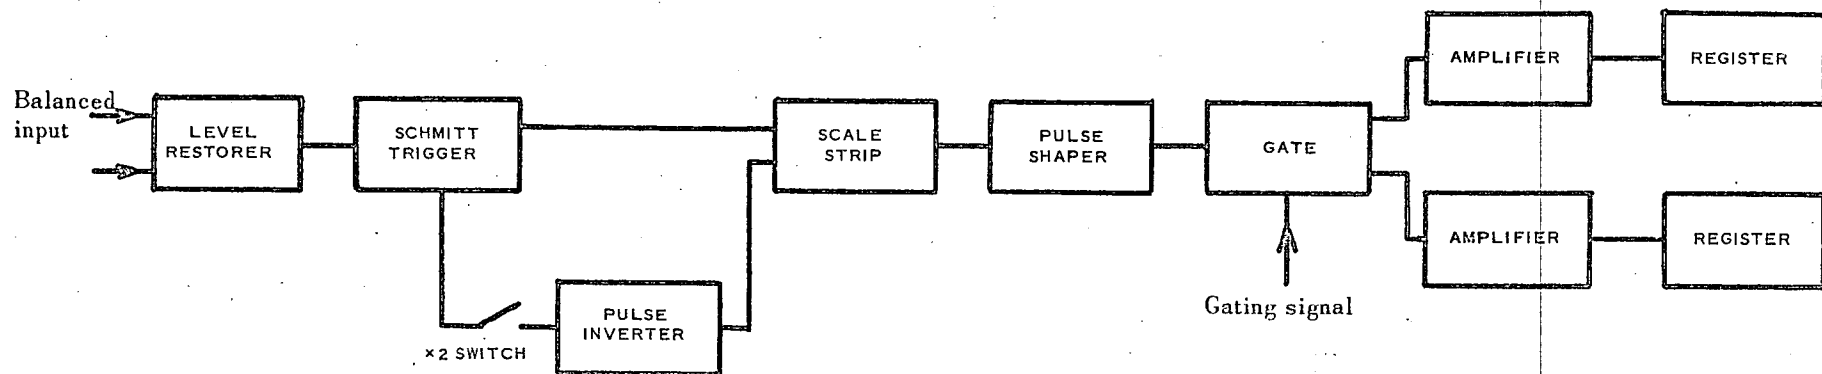 Balanced
input
LEVEL
RESTORER
SCHMITT
TRIGGER
×2 SWITCH
PULSE
INVERTER
SCALE
STRIP
PULSE
SHAPER
GATE
Gating signal
AMPLIFIER
REGISTER
AMPLIFIER
REGISTER